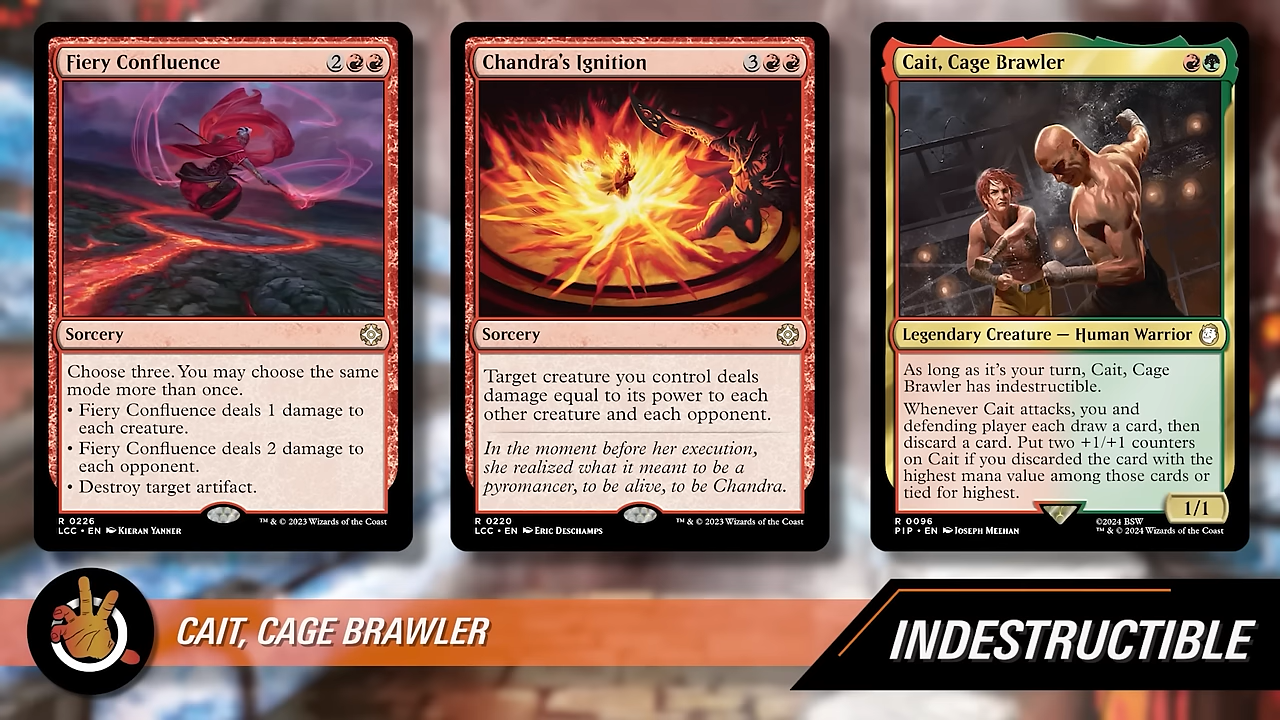 Fiery Confluence 2
Sorcery
Choose three. You may choose the same
mode more than once.
• Fiery Confluence deals 1 damage to
each creature.
• Fiery Confluence deals 2 damage to
each opponent.
• Destroy target artifact.
R 0226
LCC • EN KIERAN YANNER
™ & © 2023 Wizards of the Coast
Chandra's Ignition 3
Sorcery
Target creature you control deals
damage equal to its power to each
other creature and each opponent.
In the moment before her execution,
she realized what it meant to be a
pyromancer, to be alive, to be Chandra.
R 0220
LCC • EN ERIC DESCHAMPS
™ & © 2023 Wizards of the Coast
Cait, Cage Brawler
Legendary Creature — Human Warrior
As long as it's your turn, Cait, Cage
Brawler has indestructible.
Whenever Cait attacks, you and
defending player each draw a card, then
discard a card. Put two +1/+1 counters
on Cait if you discarded the card with the
highest mana value among those cards or
tied for highest.
1/1
R 0096
PIP • EN JOSEPH MEEHAN
©2024 BSW
™ & © 2024 Wizards of the Coast
CAIT, CAGE BRAWLER
INDESTRUCTIBLE